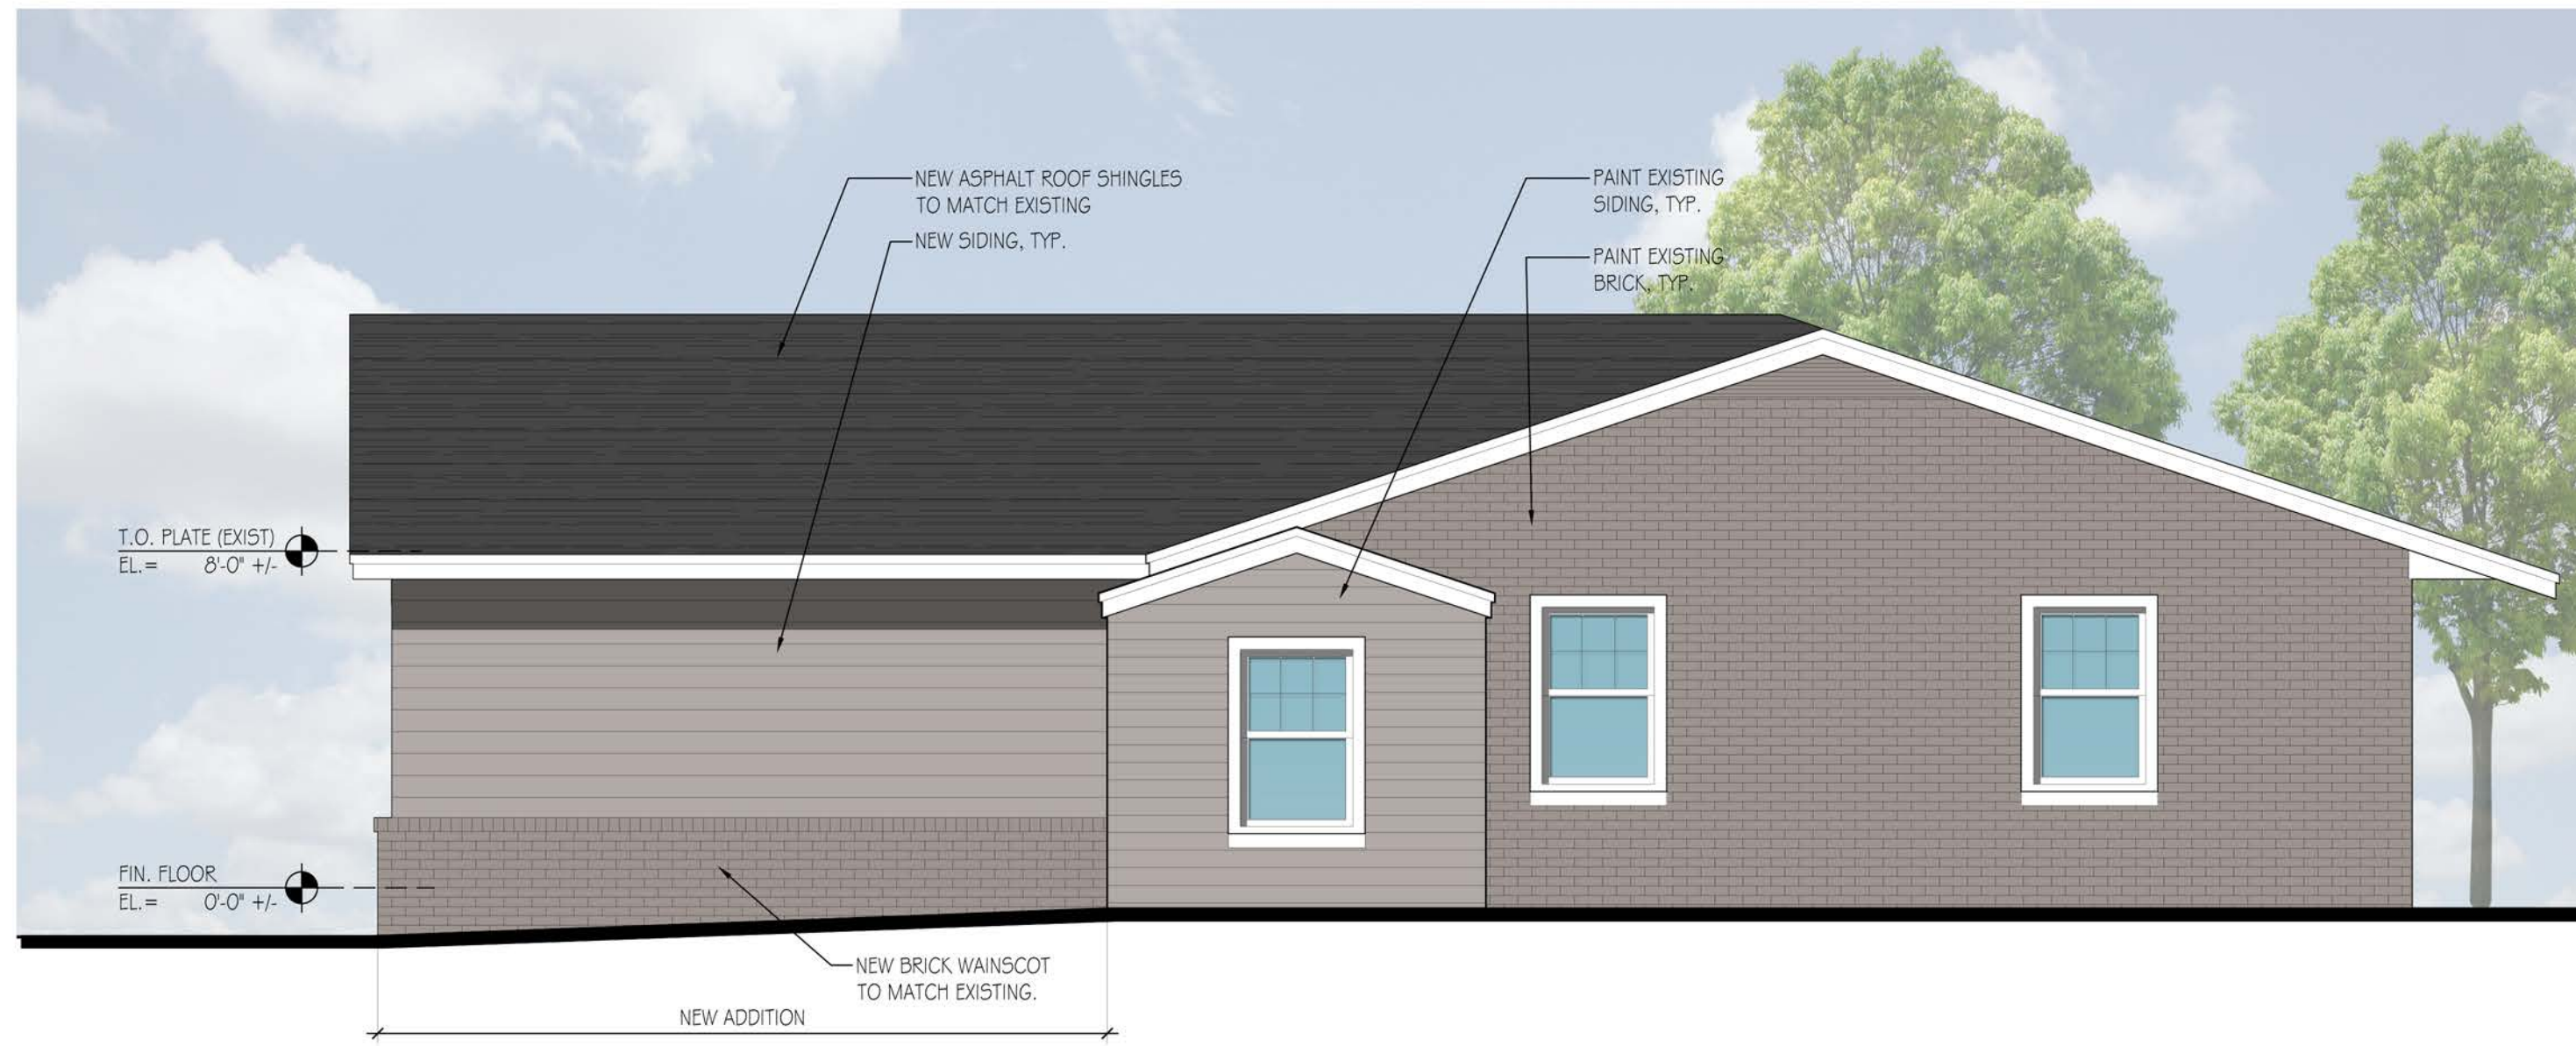 NEW ASPHALT ROOF SHINGLES
TO MATCH EXISTING
NEW SIDING, TYP.
PAINT EXISTING
SIDING, TYP.
PAINT EXISTING
BRICK, TYP.
T.O. PLATE (EXIST)
EL.= 8'-0" +/-
FIN. FLOOR
EL.= 0'-0" +/-
NEW BRICK WAINSCOT
TO MATCH EXISTING.
NEW ADDITION